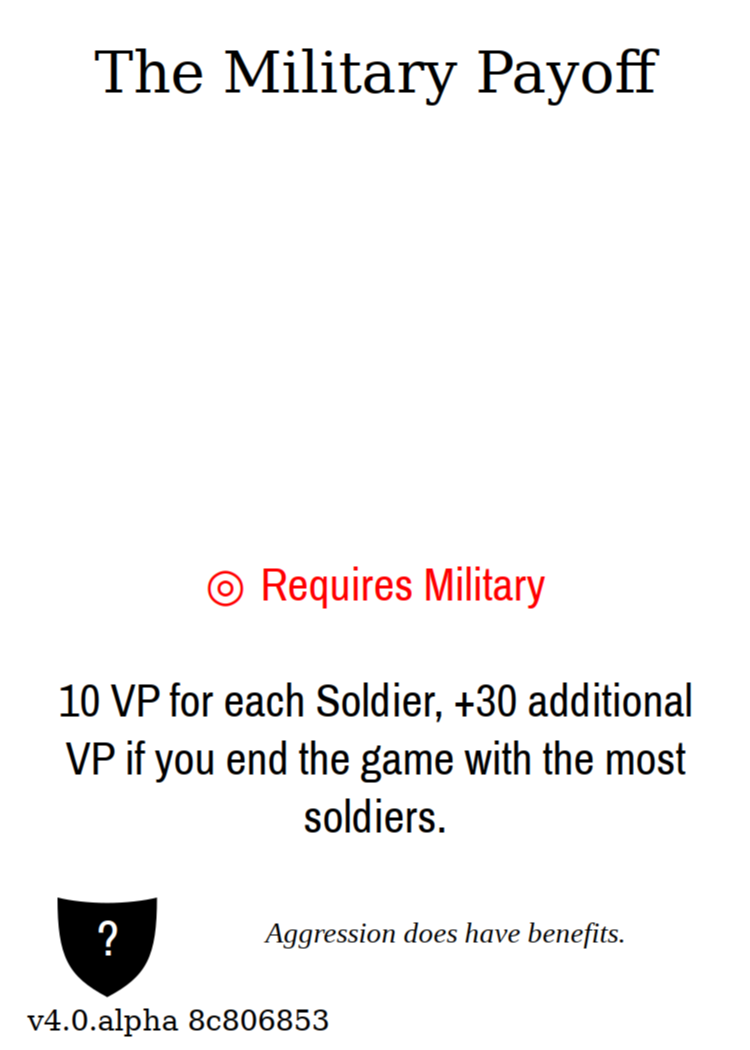 The Military Payoff
◎ Requires Military
10 VP for each Soldier, +30 additional
VP if you end the game with the most
soldiers.
?
Aggression does have benefits.
v4.0.alpha 8c806853